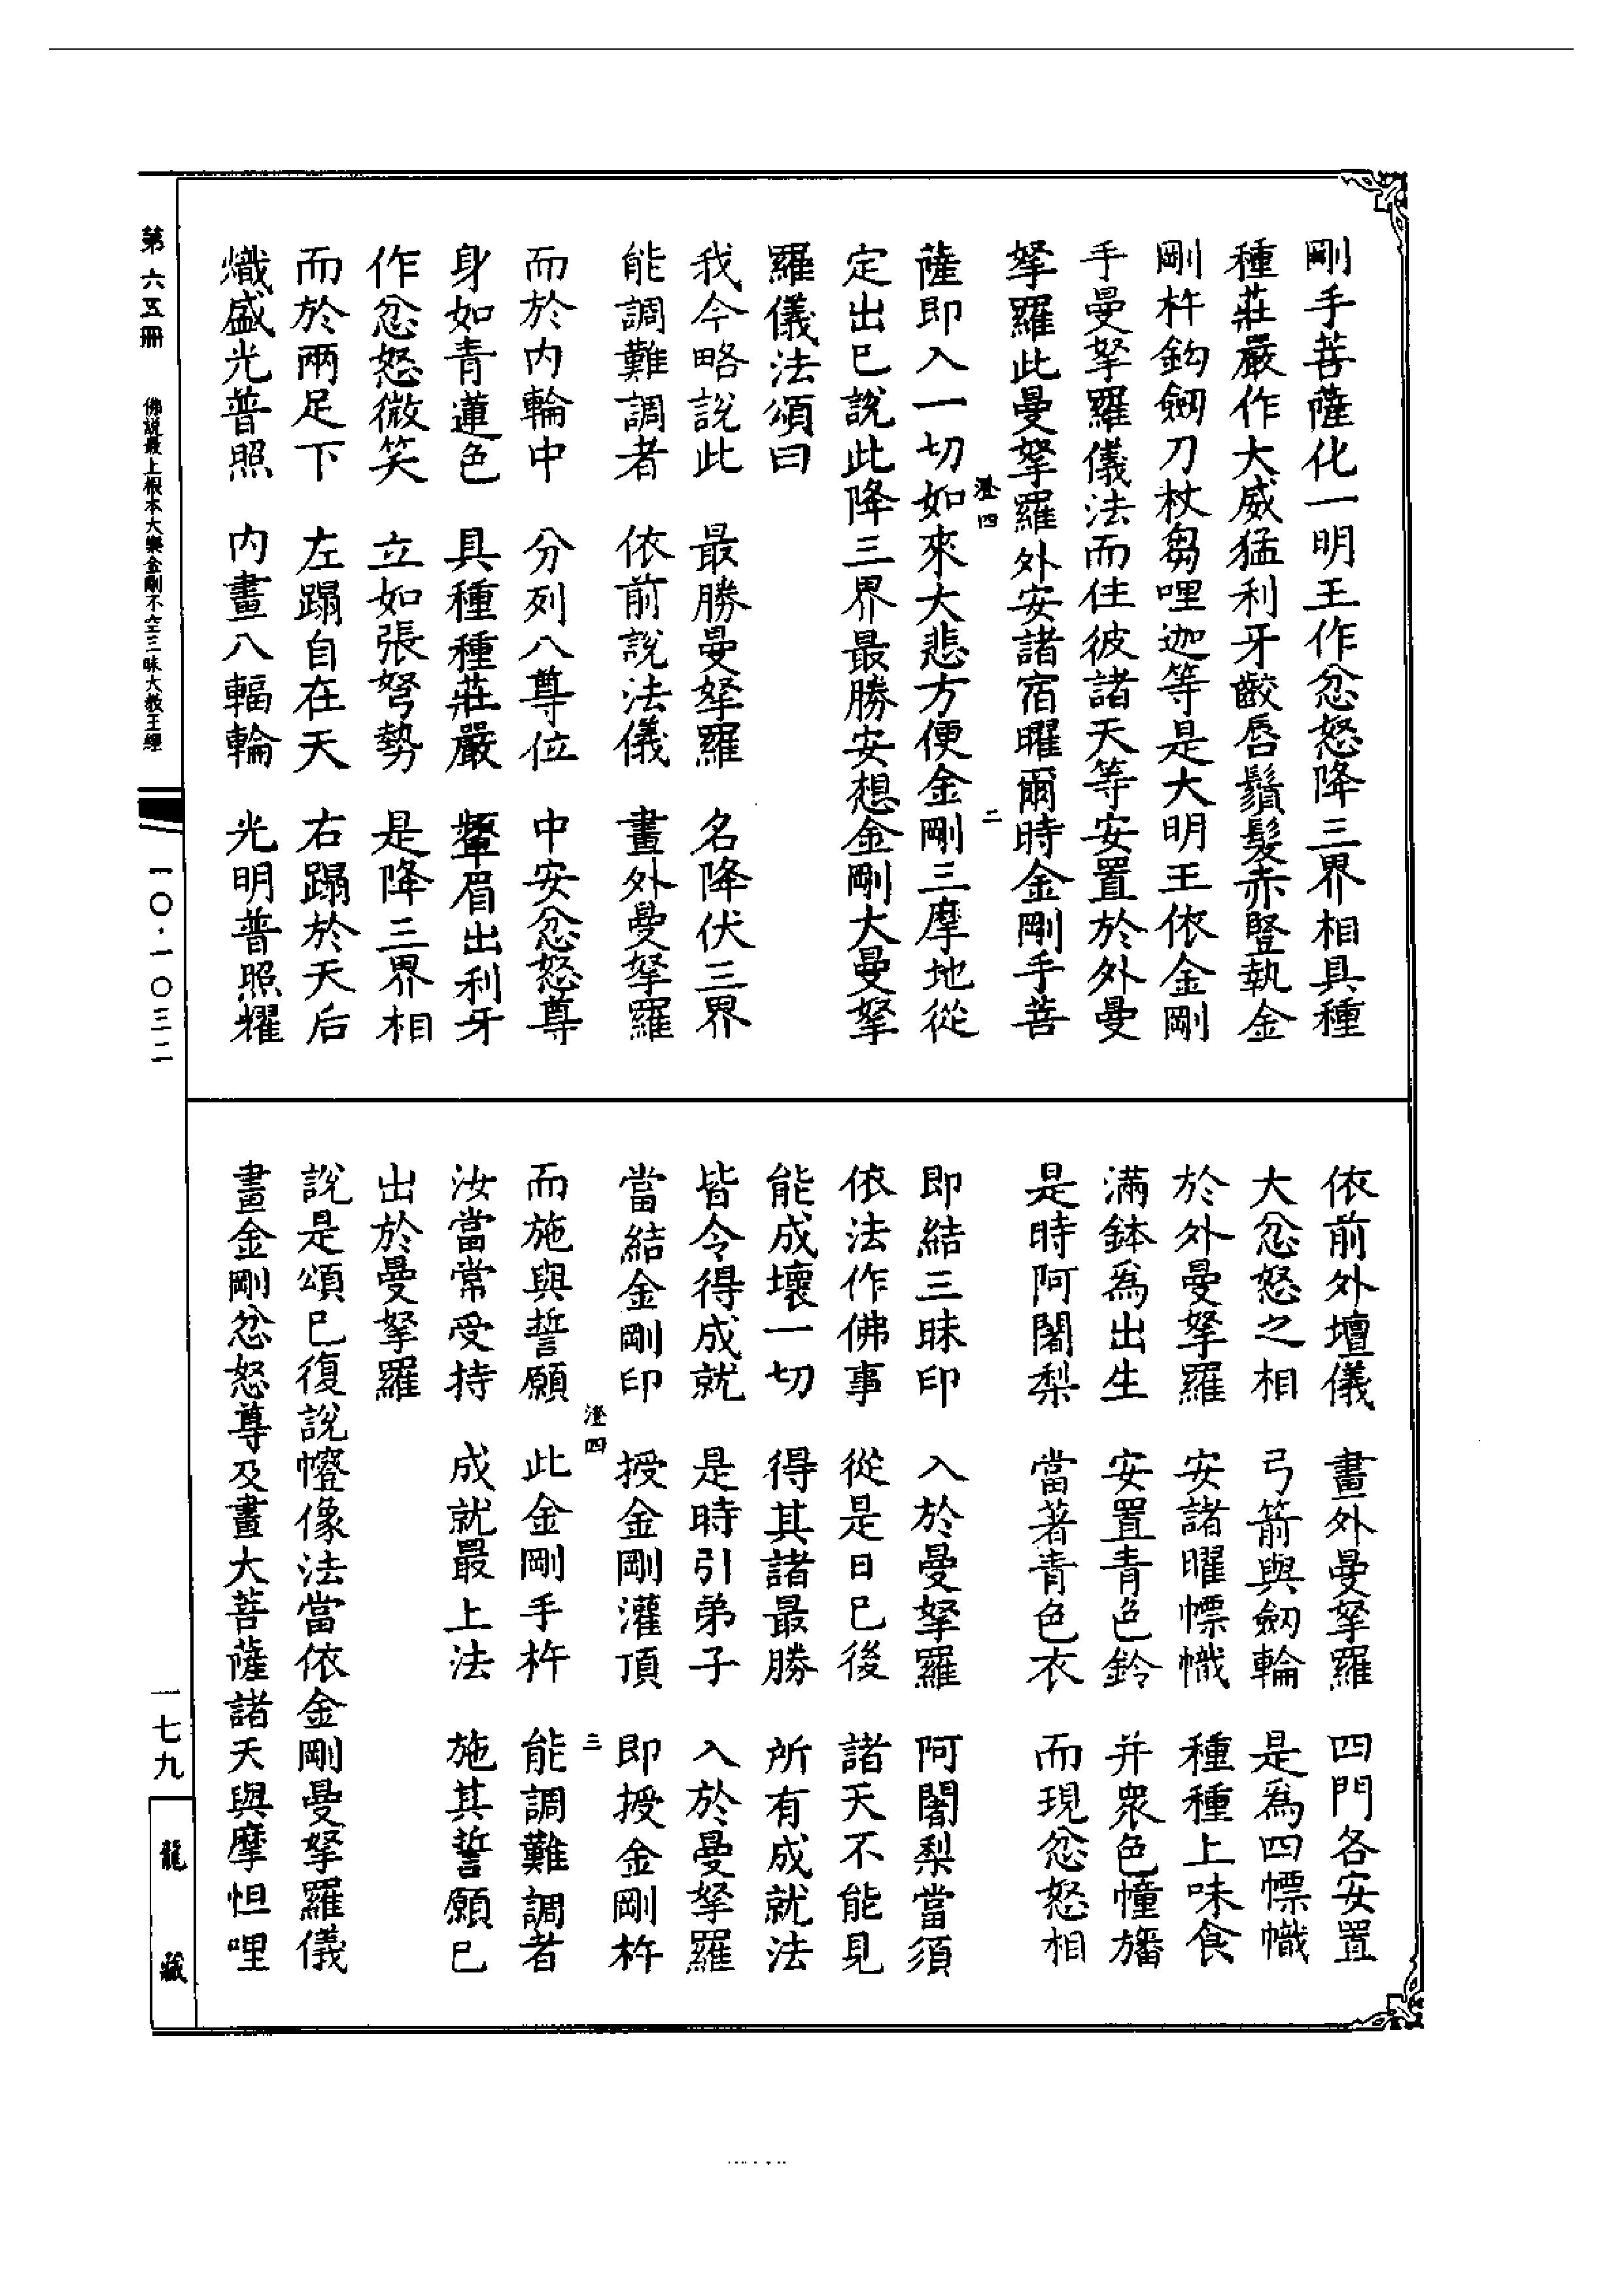 剛手菩薩化一明王作忿怒降三界相具種
種莊嚴作大威猛利牙齩唇鬚髮赤豎執金
剛杵鈎劒刀杖芻哩迦等是大明王依金剛
手曼拏羅儀法而住彼諸天等安置於外曼
拏羅此曼拏羅外安諸宿曜爾時金剛手菩
澄四 二
薩即入一切如來大悲方便金剛三摩地從
定出已說此降三界最勝安想金剛大曼拏
羅儀法頌曰
我今略說此 最勝曼拏羅 名降伏三界
能調難調者 依前說法儀 畫外曼拏羅
而於內輪中 分列八尊位 中安忿怒尊
身如青蓮色 具種種莊嚴 顰眉出利牙
作忿怒微笑 立如張弩勢 是降三界相
而於兩足下 左蹋自在天 右蹋於天后
熾盛光普照 內畫八輻輪 光明普照耀
依前外壇儀 畫外曼拏羅 四門各安置
大忿怒之相 弓箭與劒輪 是為四幖幟
於外曼拏羅 安諸曜幖幟 種種上味食
滿鉢為出生 安置青色鈴 并眾色幢旛
是時阿闍梨 當著青色衣 而現忿怒相
即結三昧印 入於曼拏羅 阿闍梨當須
依法作佛事 從是日已後 諸天不能見
能成壞一切 得其諸最勝 所有成就法
皆令得成就 是時引弟子 入於曼拏羅
當結金剛印 授金剛灌頂 即授金剛杵
澄四 三
而施與誓願 此金剛手杵 能調難調者
汝當常受持 成就最上法 施其誓願已
出於曼拏羅
說是頌已復說㡧像法當依金剛曼拏羅儀
畫金剛忿怒尊及畫大菩薩諸天與摩怛哩
第六五冊 佛說最上根本大樂金剛不空三昧大教王經 一〇·一〇三二
一七九
龍藏